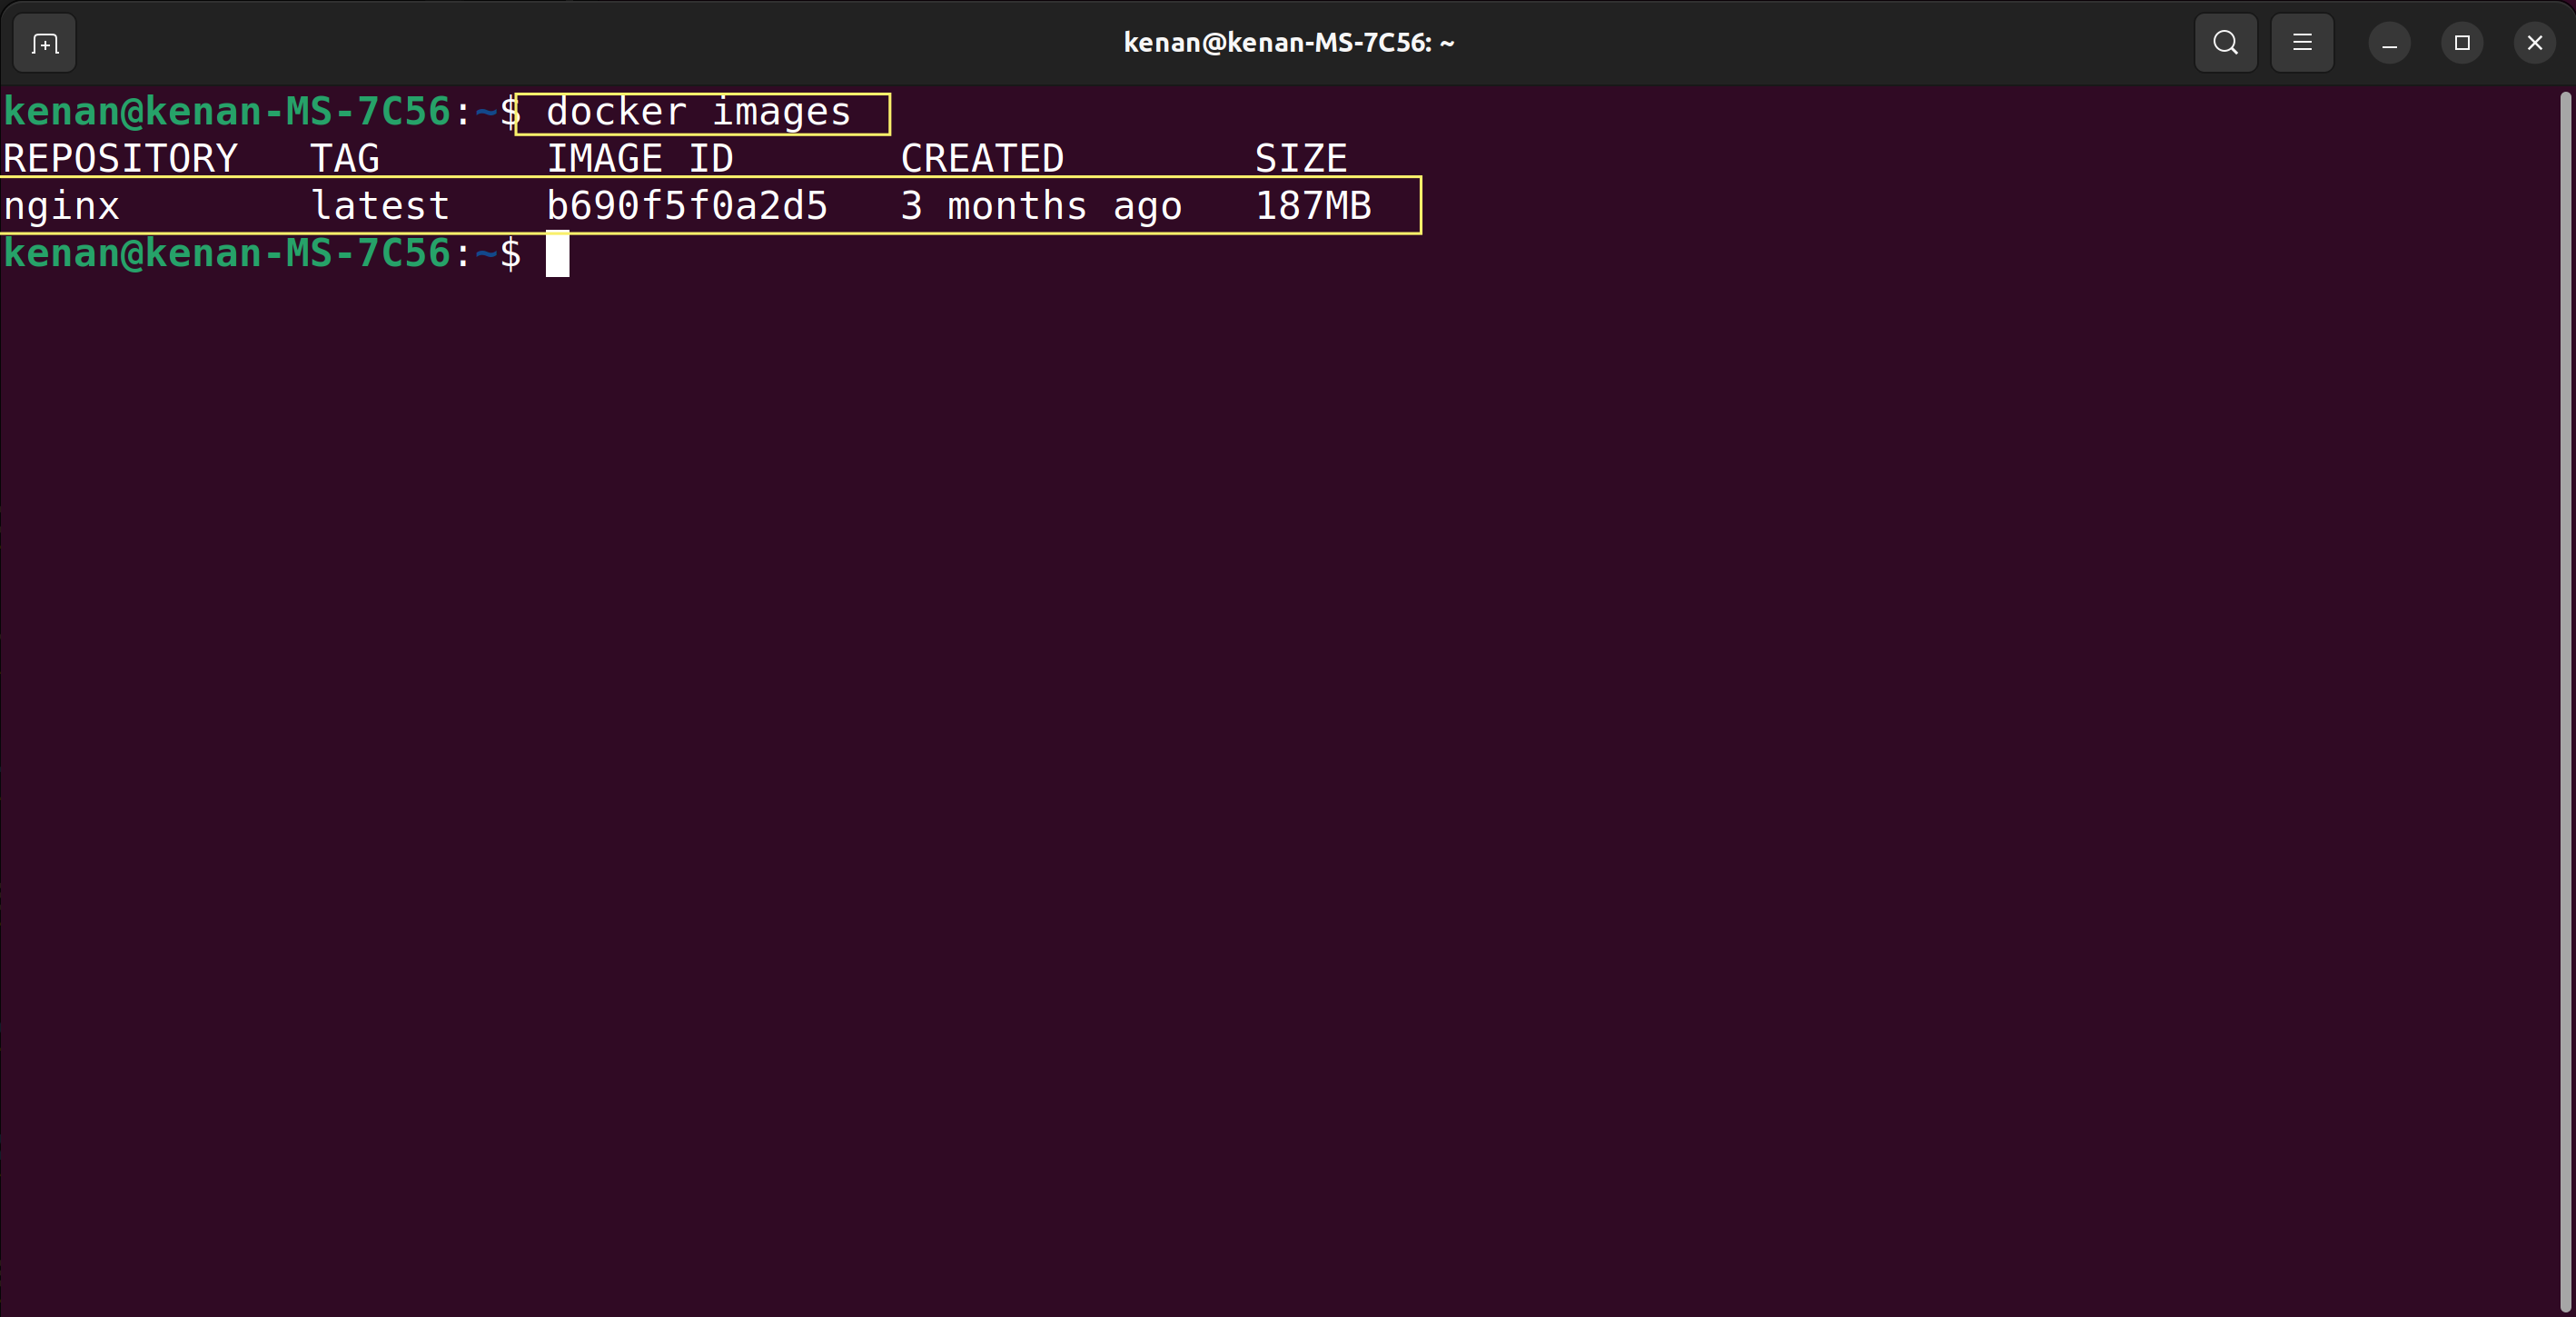 kenan@kenan-MS-7C56: ~
kenan@kenan-MS-7C56:~$ docker images
REPOSITORY   TAG       IMAGE ID       CREATED        SIZE
nginx        latest    b690f5f0a2d5   3 months ago   187MB
kenan@kenan-MS-7C56:~$